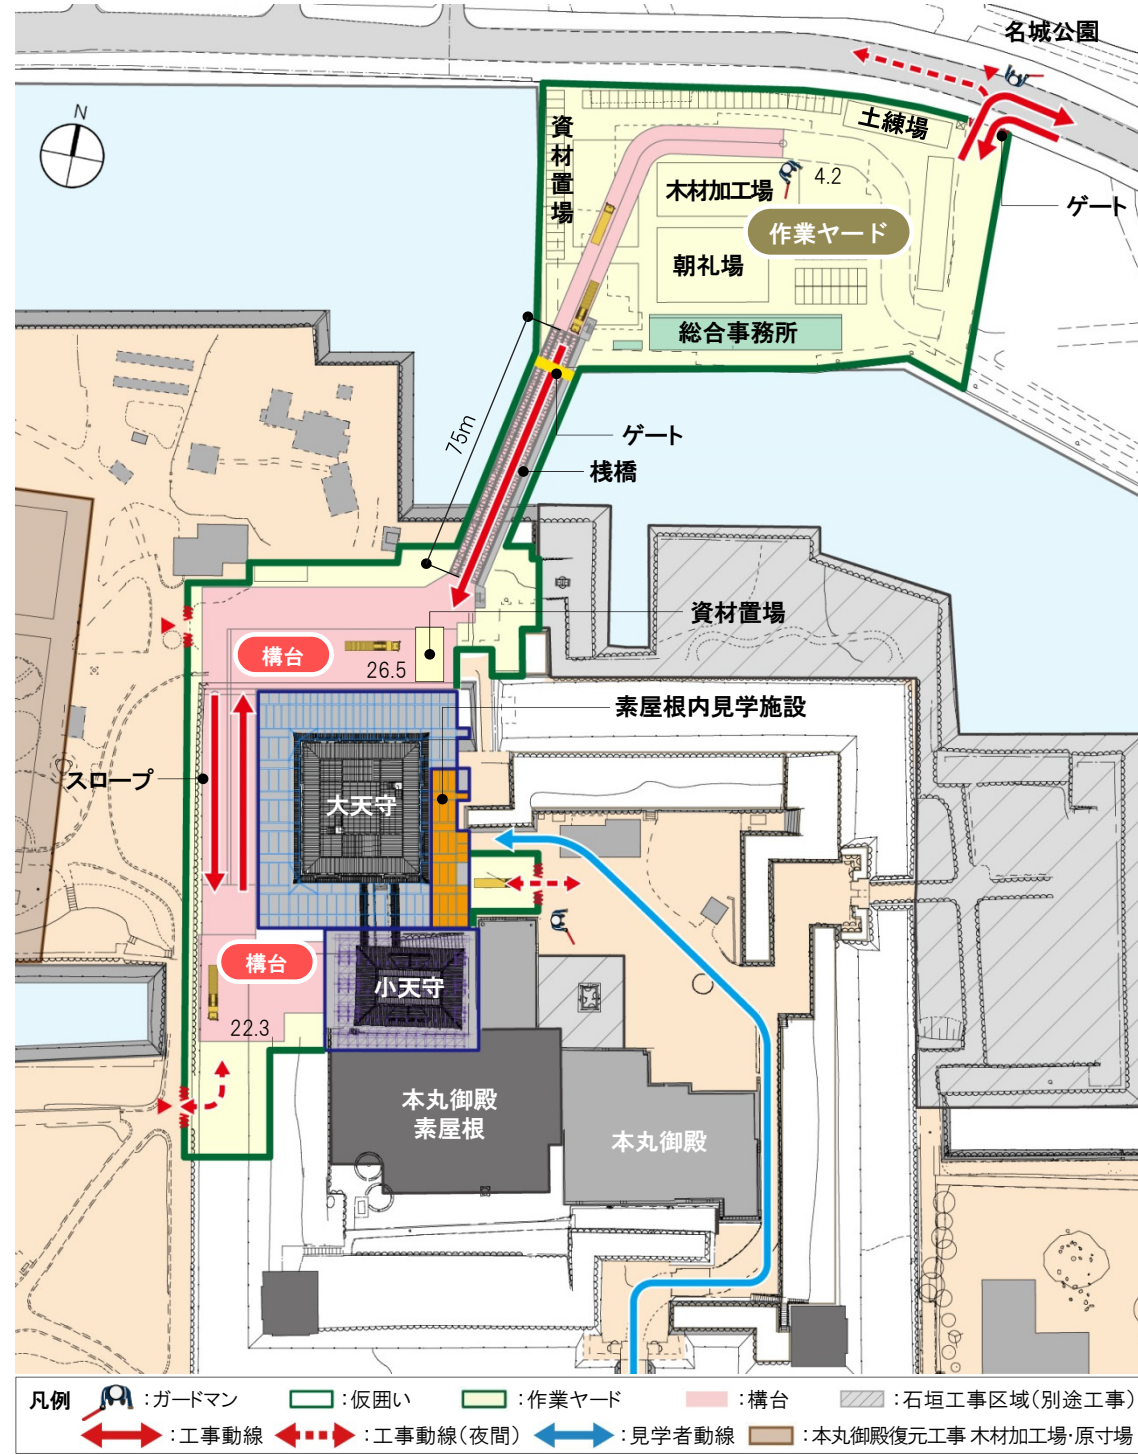 名城公園
N
資材置場
土練場
木材加工場
4.2
ゲート
作業ヤード
朝礼場
総合事務所
75m
ゲート
桟橋
資材置場
構台
26.5
素屋根内見学施設
スロープ
大天守
構台
小天守
22.3
本丸御殿
素屋根
本丸御殿
凡例 :ガードマン :仮囲い :作業ヤード :構台 :石垣工事区域(別途工事)
:工事動線 :工事動線(夜間) :見学者動線 :本丸御殿復元工事 木材加工場・原寸場